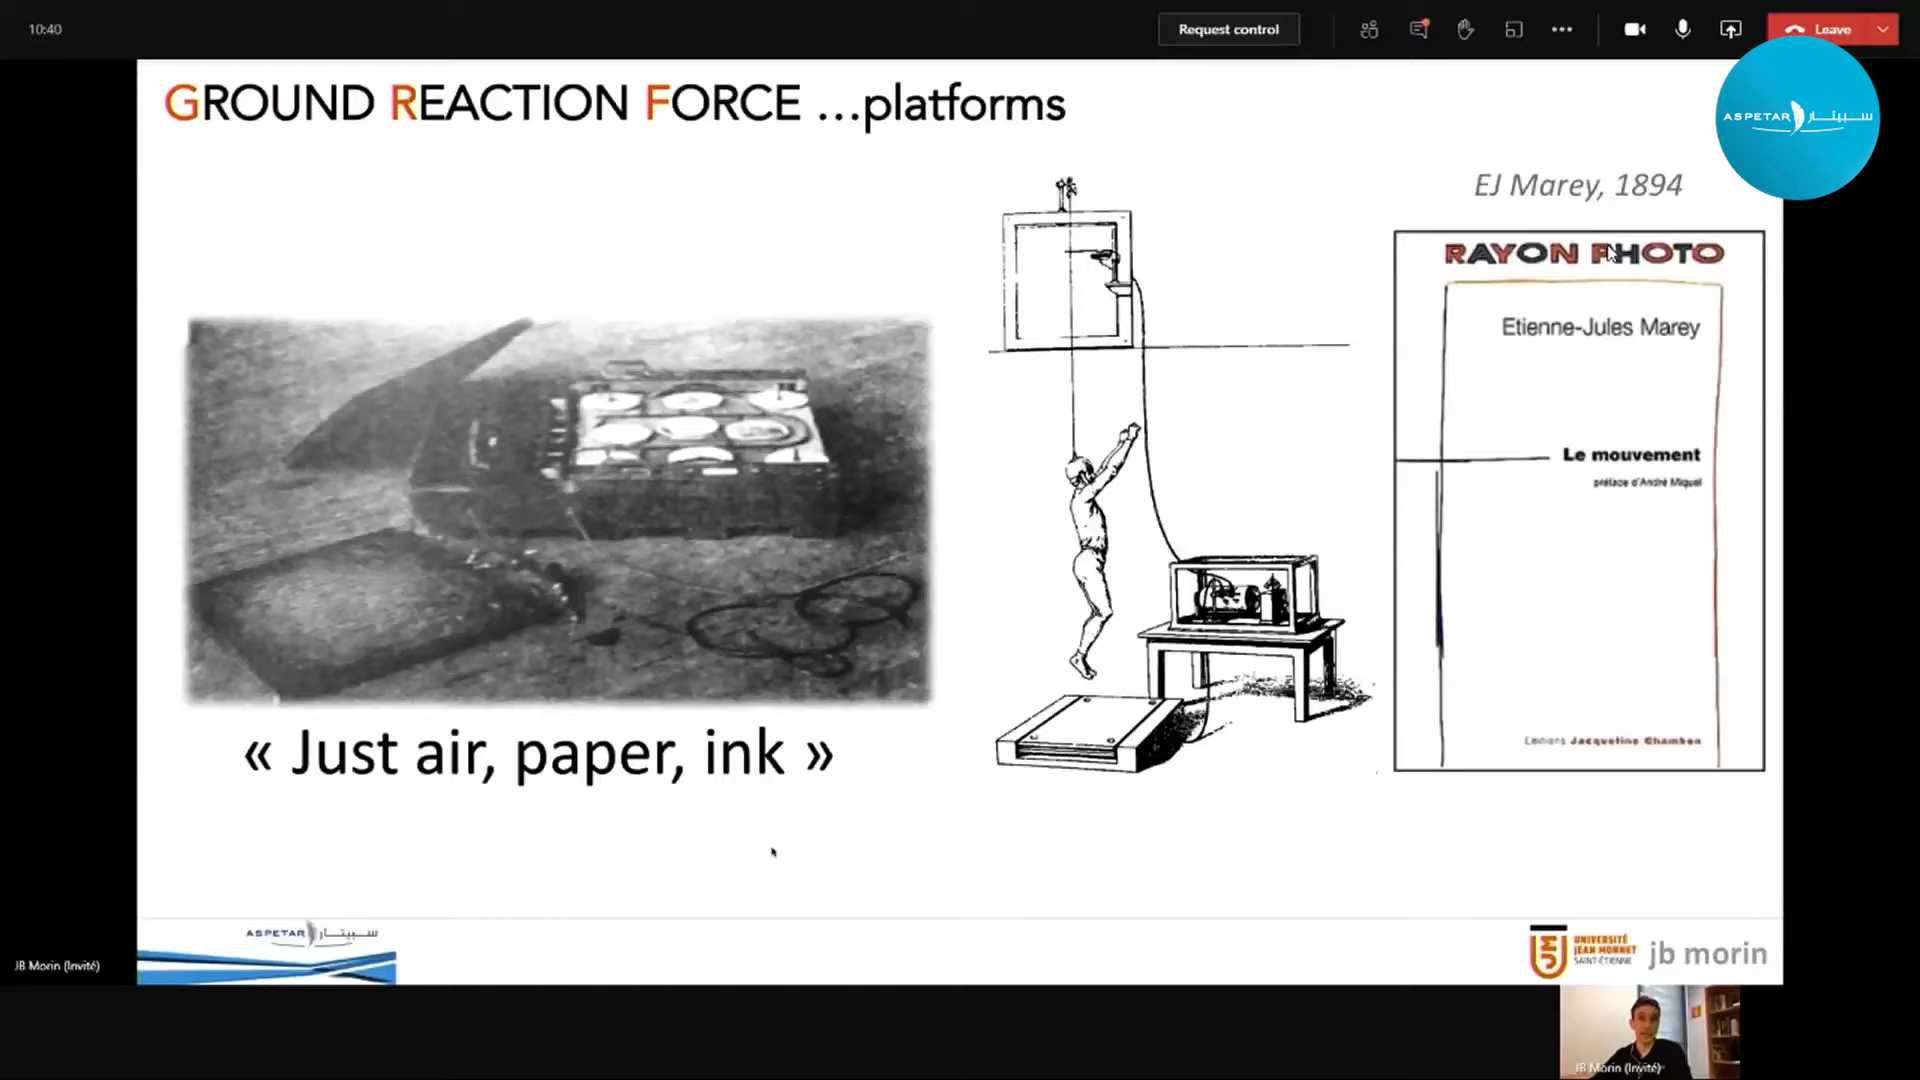 10:40
Request control
Leave
GROUND REACTION FORCE ...platforms
ASPETAR سبيتار
EJ Marey, 1894
RAYON PHOTO
Etienne-Jules Marey
Le mouvement
préface d'André Miquel
Editions Jacqueline Chambon
« Just air, paper, ink »
ASPETAR سبيتار
UNIVERSITÉ
JEAN MONNET
SAINT-ÉTIENNE
jb morin
JB Morin (Invité)
JB Morin (Invité)